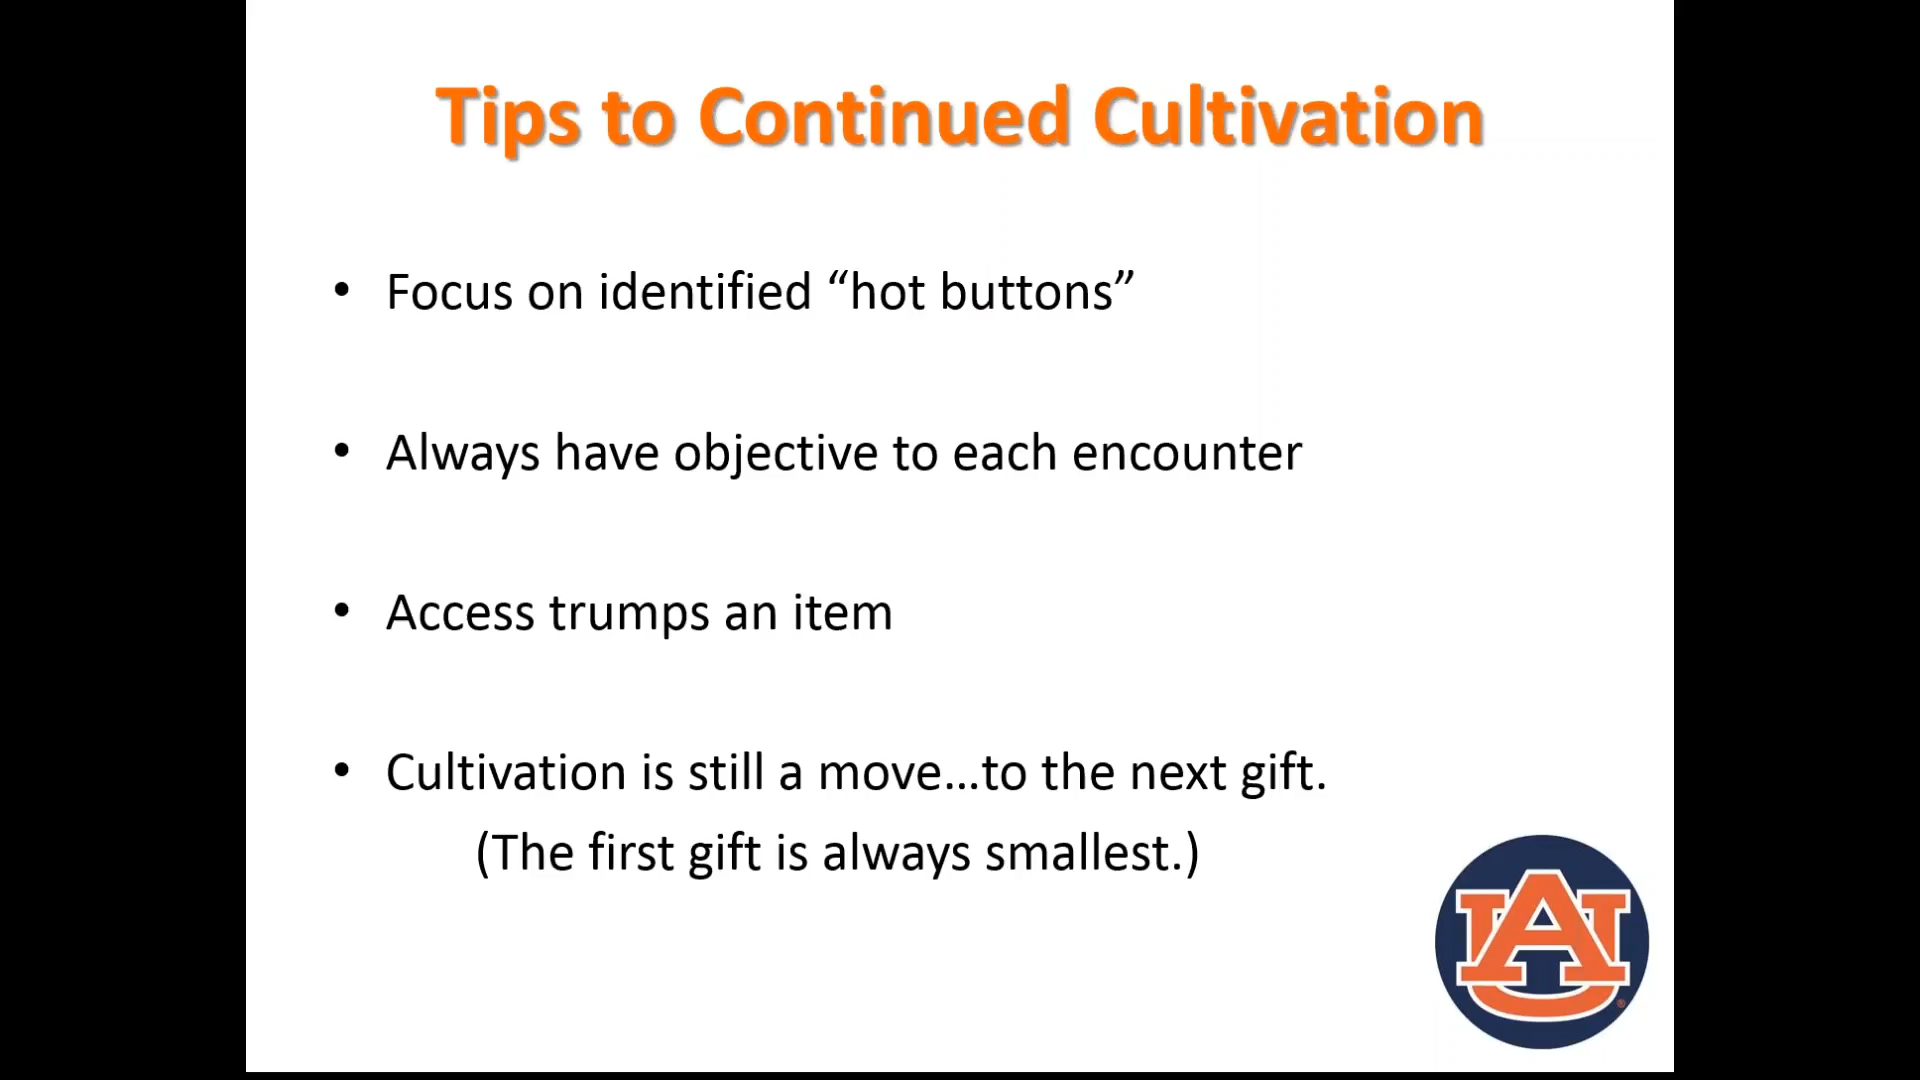 Tips to Continued Cultivation
• Focus on identified “hot buttons”
• Always have objective to each encounter
• Access trumps an item
• Cultivation is still a move…to the next gift.
(The first gift is always smallest.)
AU
®